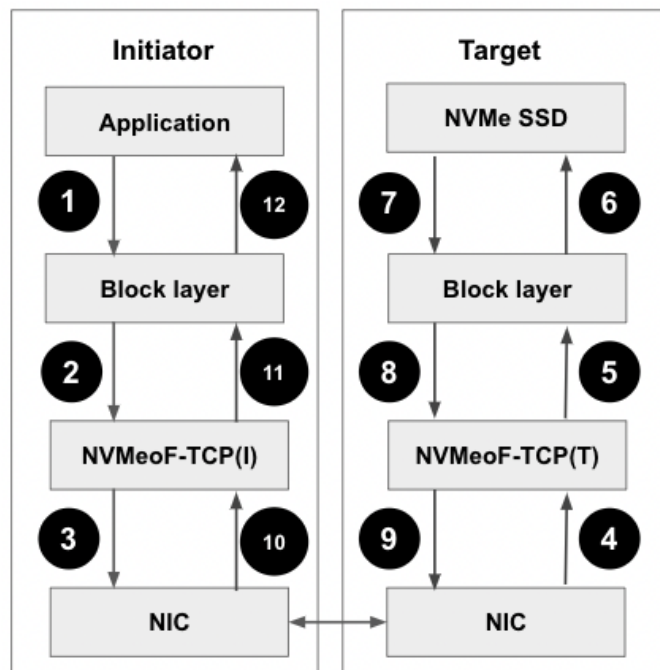 Initiator
Target
Application
NVMe SSD
1
12
7
6
Block layer
Block layer
2
11
8
5
NVMeoF-TCP(I)
NVMeoF-TCP(T)
3
10
9
4
NIC
NIC